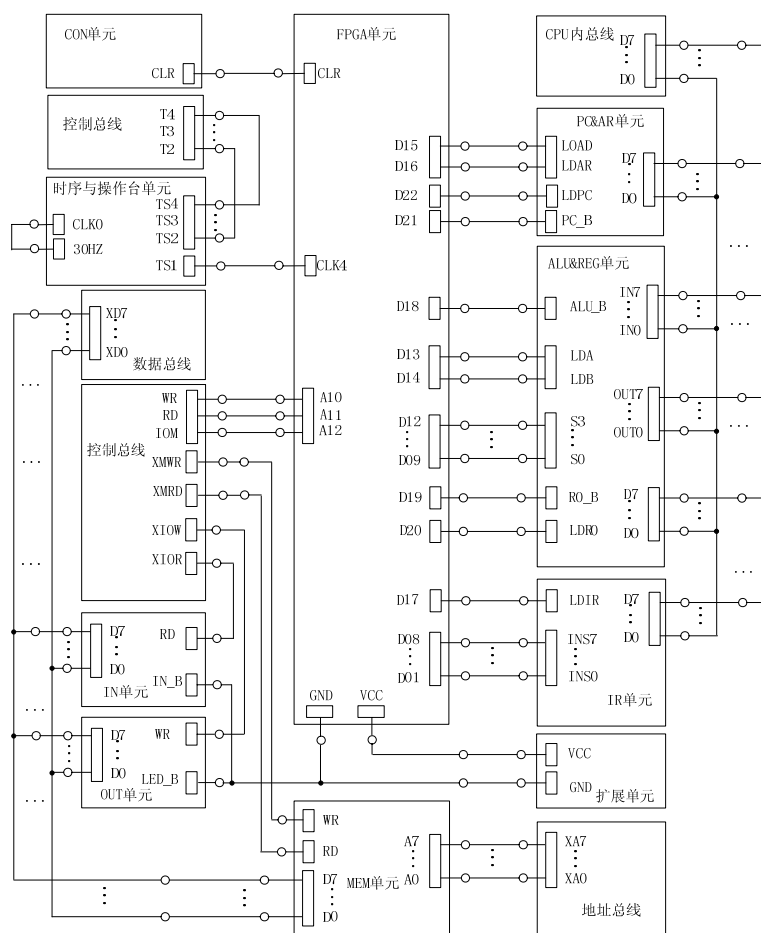 CON单元
CLR
控制总线
T4
T3
T2
时序与操作台单元
CLK0
30HZ
TS4
TS3
TS2
TS1
XD7
XD0
数据总线
控制总线
WR
RD
IOM
XMWR
XMRD
XIOW
XIOR
D7
D0
RD
IN_B
IN单元
D7
D0
WR
LED_B
OUT单元
FPGA单元
CLR
CLK4
A10
A11
A12
D15
D16
D22
D21
D18
D13
D14
D12
D09
D19
D20
D17
D08
D01
GND
VCC
WR
RD
D7
D0
MEM单元
A7
A0
CPU内总线
D7
D0
PC&AR单元
LOAD
LDAR
LDPC
PC_B
D7
D0
ALU&REG单元
ALU_B
LDA
LDB
S3
S0
R0_B
LDR0
IN7
IN0
OUT7
OUT0
D7
D0
LDIR
INS7
INS0
D7
D0
IR单元
VCC
GND
扩展单元
XA7
XA0
地址总线